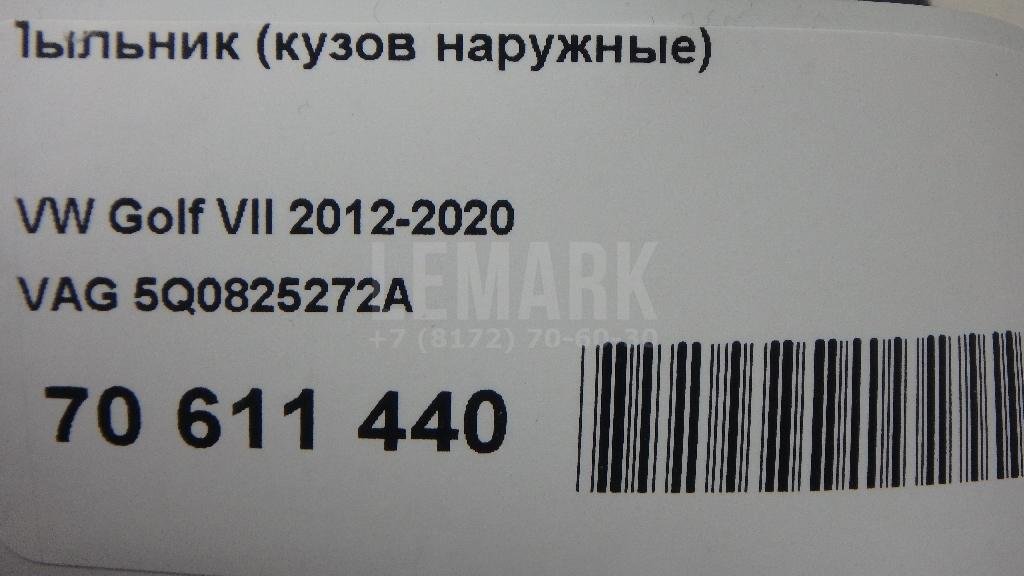 Пыльник (кузов наружные)
VW Golf VII 2012-2020
LEMARK
VAG 5Q0825272A
+7 (8172) 70-60-30
70 611 440